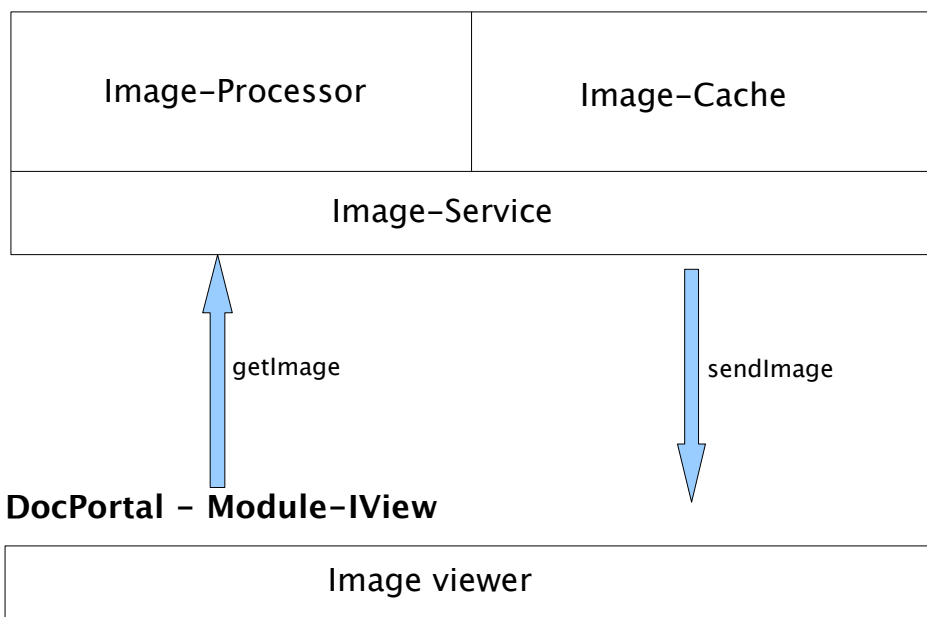 Image-Processor
Image-Cache
Image-Service
getImage
sendImage
DocPortal - Module-IView
Image viewer